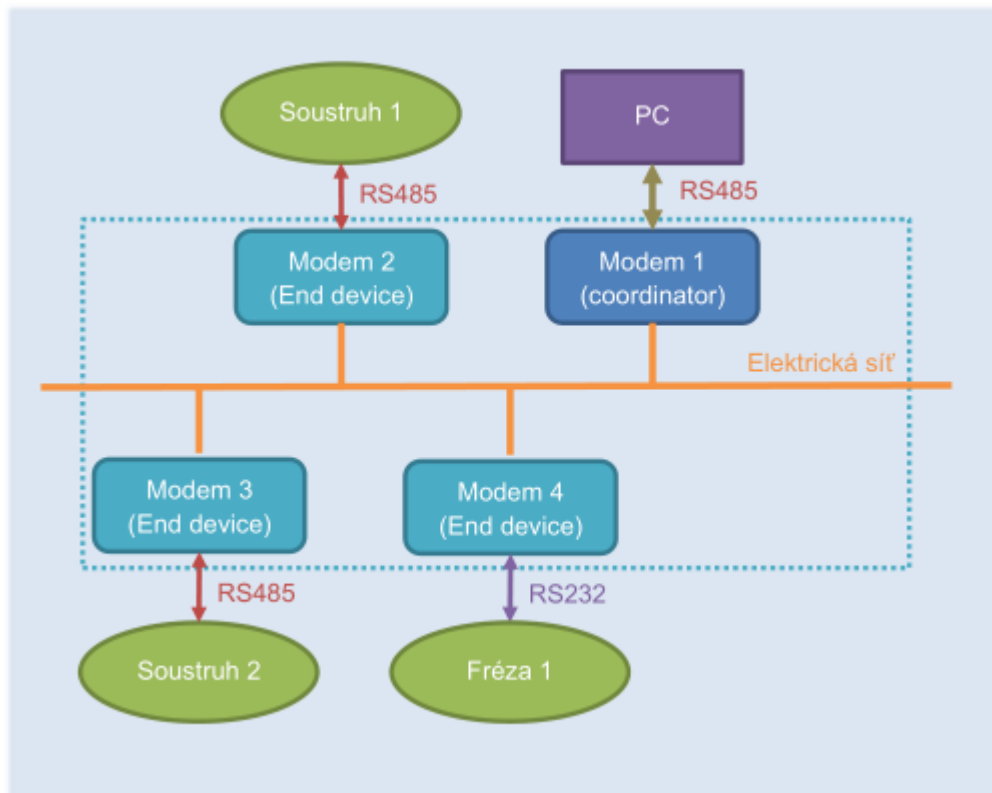 Soustruh 1
PC
RS485
RS485
Modem 2
(End device)
Modem 1
(coordinator)
Elektrická síť
Modem 3
(End device)
Modem 4
(End device)
RS485
RS232
Soustruh 2
Fréza 1